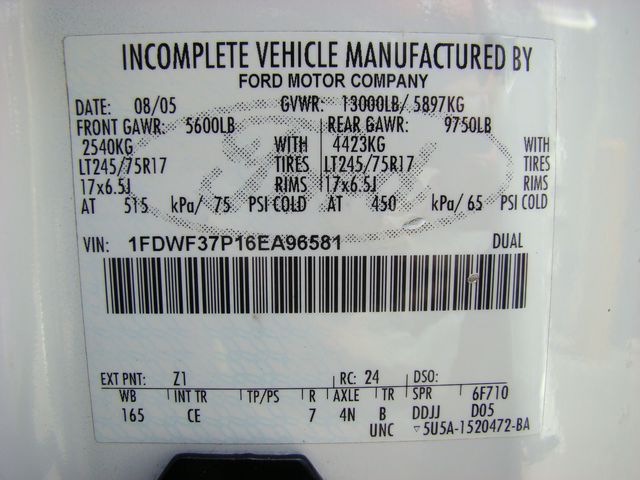 INCOMPLETE VEHICLE MANUFACTURED BY
FORD MOTOR COMPANY
DATE: 08/05 GVWR: 13000LB/ 5897KG
FRONT GAWR: 5600LB REAR GAWR: 9750LB
2540KG WITH 4423KG WITH
LT245/75R17 TIRES LT245/75R17 TIRES
17x6.5J RIMS 17x6.5J RIMS
AT 515 kPa/ 75 PSI COLD AT 450 kPa/ 65 PSI COLD
VIN: 1FDWF37P16EA96581 DUAL
EXT PNT: Z1 RC: 24 DSO:
WB INT TR TP/PS R AXLE TR SPR 6F710
165 CE 7 4N B DDJJ D05
UNC ▽5U5A-1520472-BA